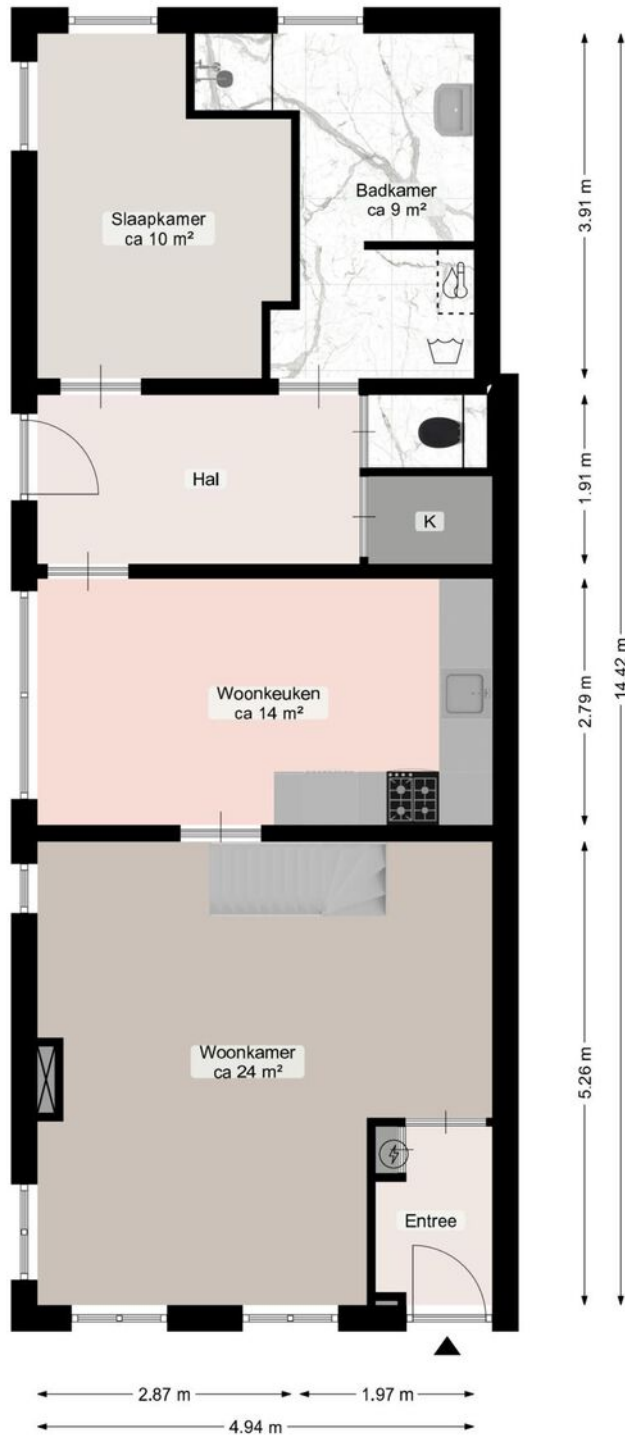 Slaapkamer
ca 10 m²
Badkamer
ca 9 m²
3.91 m
Hal
K
1.91 m
Woonkeuken
ca 14 m²
2.79 m
14.42 m
Woonkamer
ca 24 m²
5.26 m
Entree
2.87 m
1.97 m
4.94 m